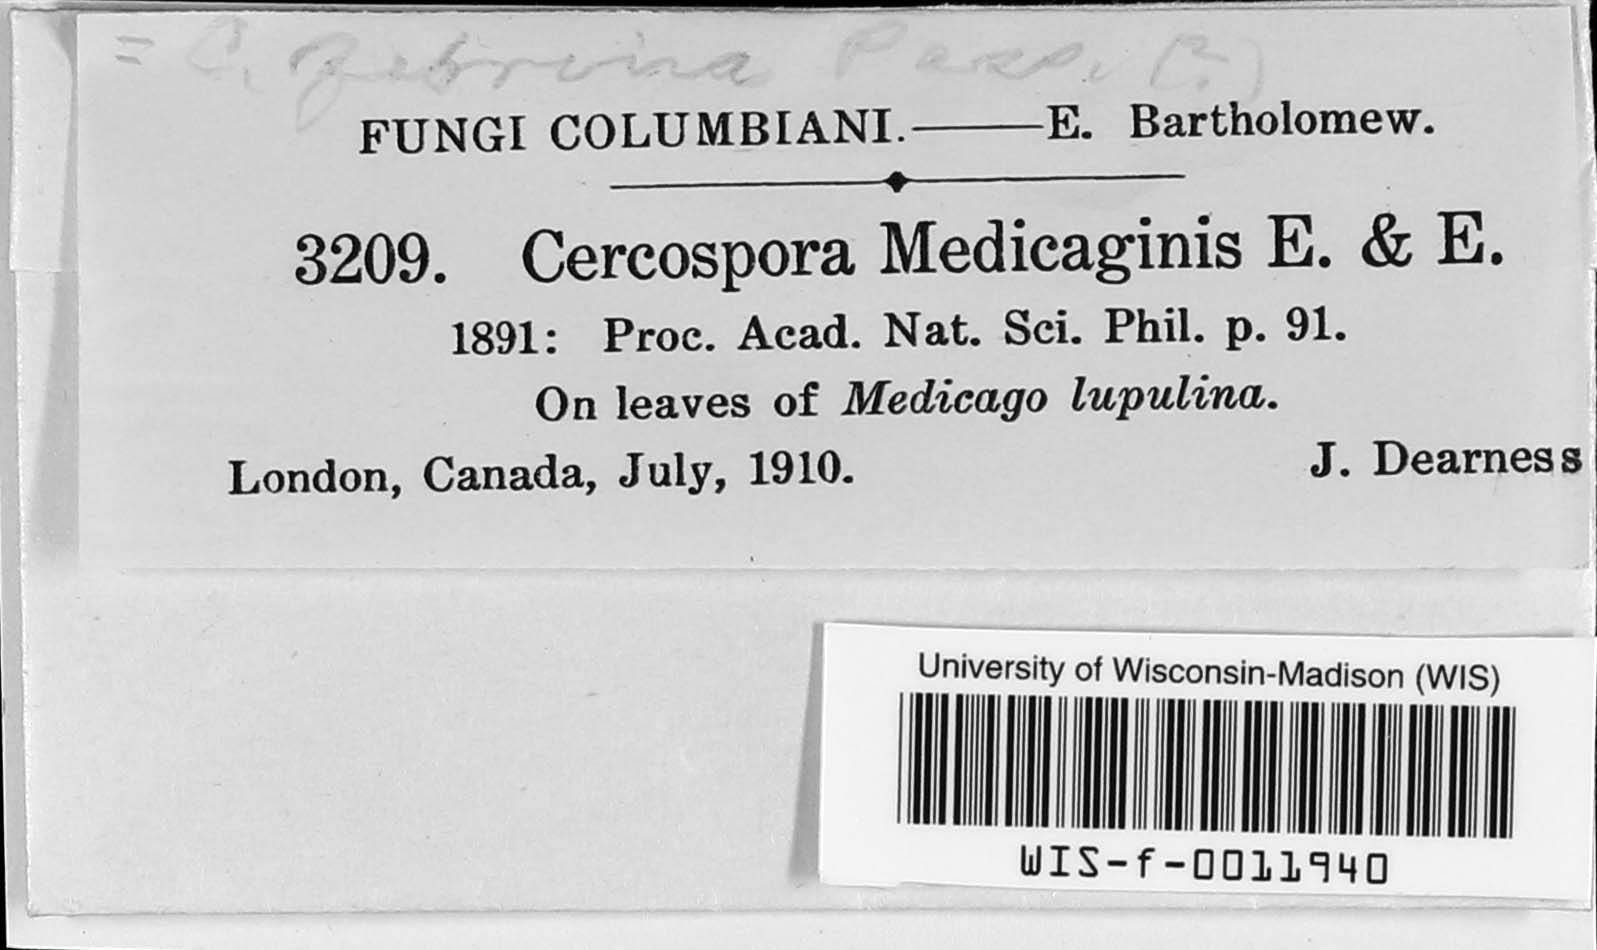 = C. zebrina Pass. (?)
FUNGI COLUMBIANI.——E. Bartholomew.
3209. Cercospora Medicaginis E. & E.
1891: Proc. Acad. Nat. Sci. Phil. p. 91.
On leaves of Medicago lupulina.
London, Canada, July, 1910. J. Dearness
University of Wisconsin-Madison (WIS)
WIS-f-0011940